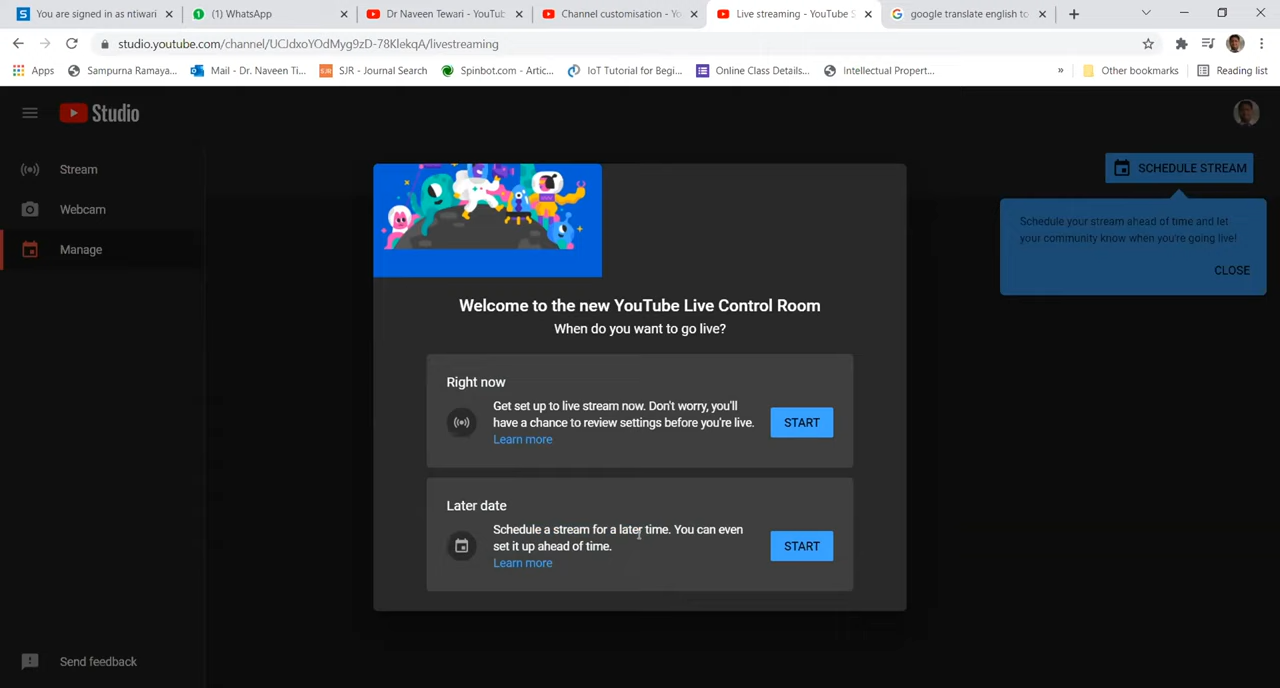 You are signed in as ntiwari
(1) WhatsApp
Dr Naveen Tewari - YouTub
Channel customisation - Yo
Live streaming - YouTube S
google translate english to
studio.youtube.com/channel/UCJdxoYOdMyg9zD-78KlekqA/livestreaming
Apps
Sampurna Ramaya...
Mail - Dr. Naveen Ti...
SJR - Journal Search
Spinbot.com - Artic...
IoT Tutorial for Begi...
Online Class Details...
Intellectual Propert...
»
Other bookmarks
Reading list
Studio
Stream
Webcam
Manage
Send feedback
SCHEDULE STREAM
Schedule your stream ahead of time and let
your community know when you're going live!
CLOSE
Welcome to the new YouTube Live Control Room
When do you want to go live?
Right now
Get set up to live stream now. Don't worry, you'll
have a chance to review settings before you're live.
Learn more
START
Later date
Schedule a stream for a later time. You can even
set it up ahead of time.
Learn more
START